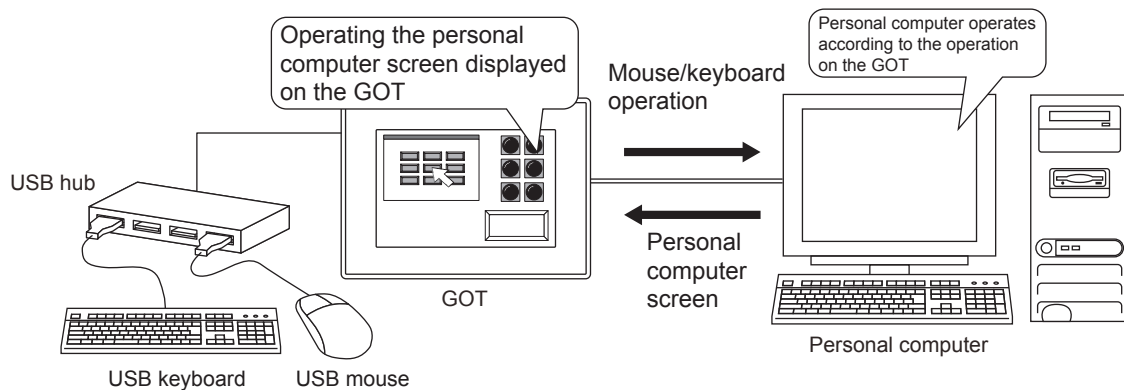 Operating the personal
computer screen displayed
on the GOT
Mouse/keyboard
operation
Personal computer operates
according to the operation
on the GOT
USB hub
Personal
computer
screen
GOT
Personal computer
USB keyboard
USB mouse